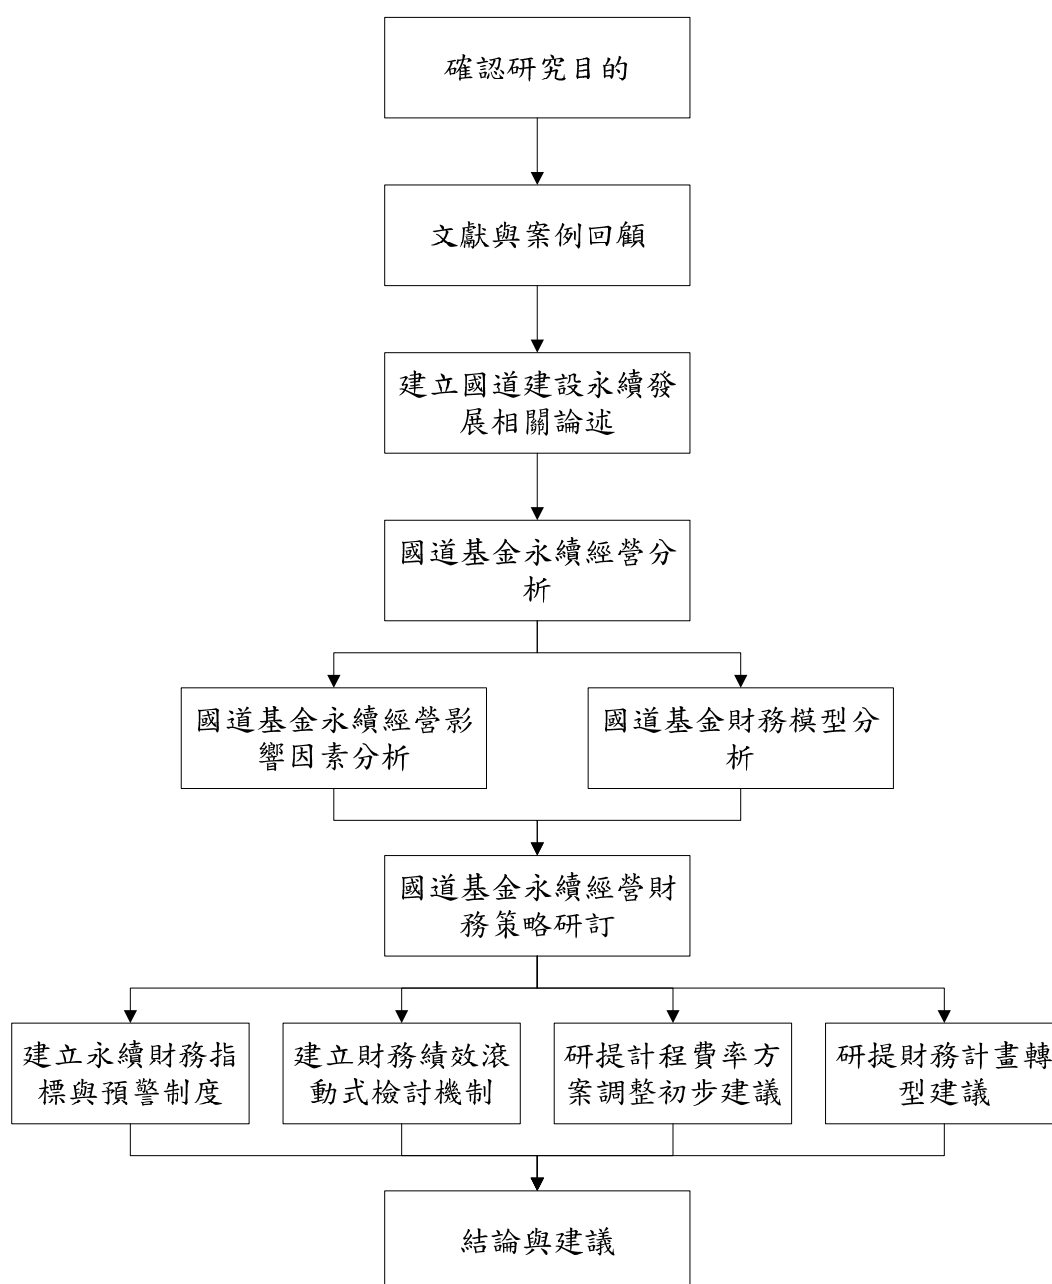 確認研究目的
文獻與案例回顧
建立國道建設永續發
展相關論述
國道基金永續經營分
析
國道基金永續經營影
響因素分析
國道基金財務模型分
析
國道基金永續經營財
務策略研訂
建立永續財務指
標與預警制度
建立財務績效滾
動式檢討機制
研提計程費率方
案調整初步建議
研提財務計畫轉
型建議
結論與建議